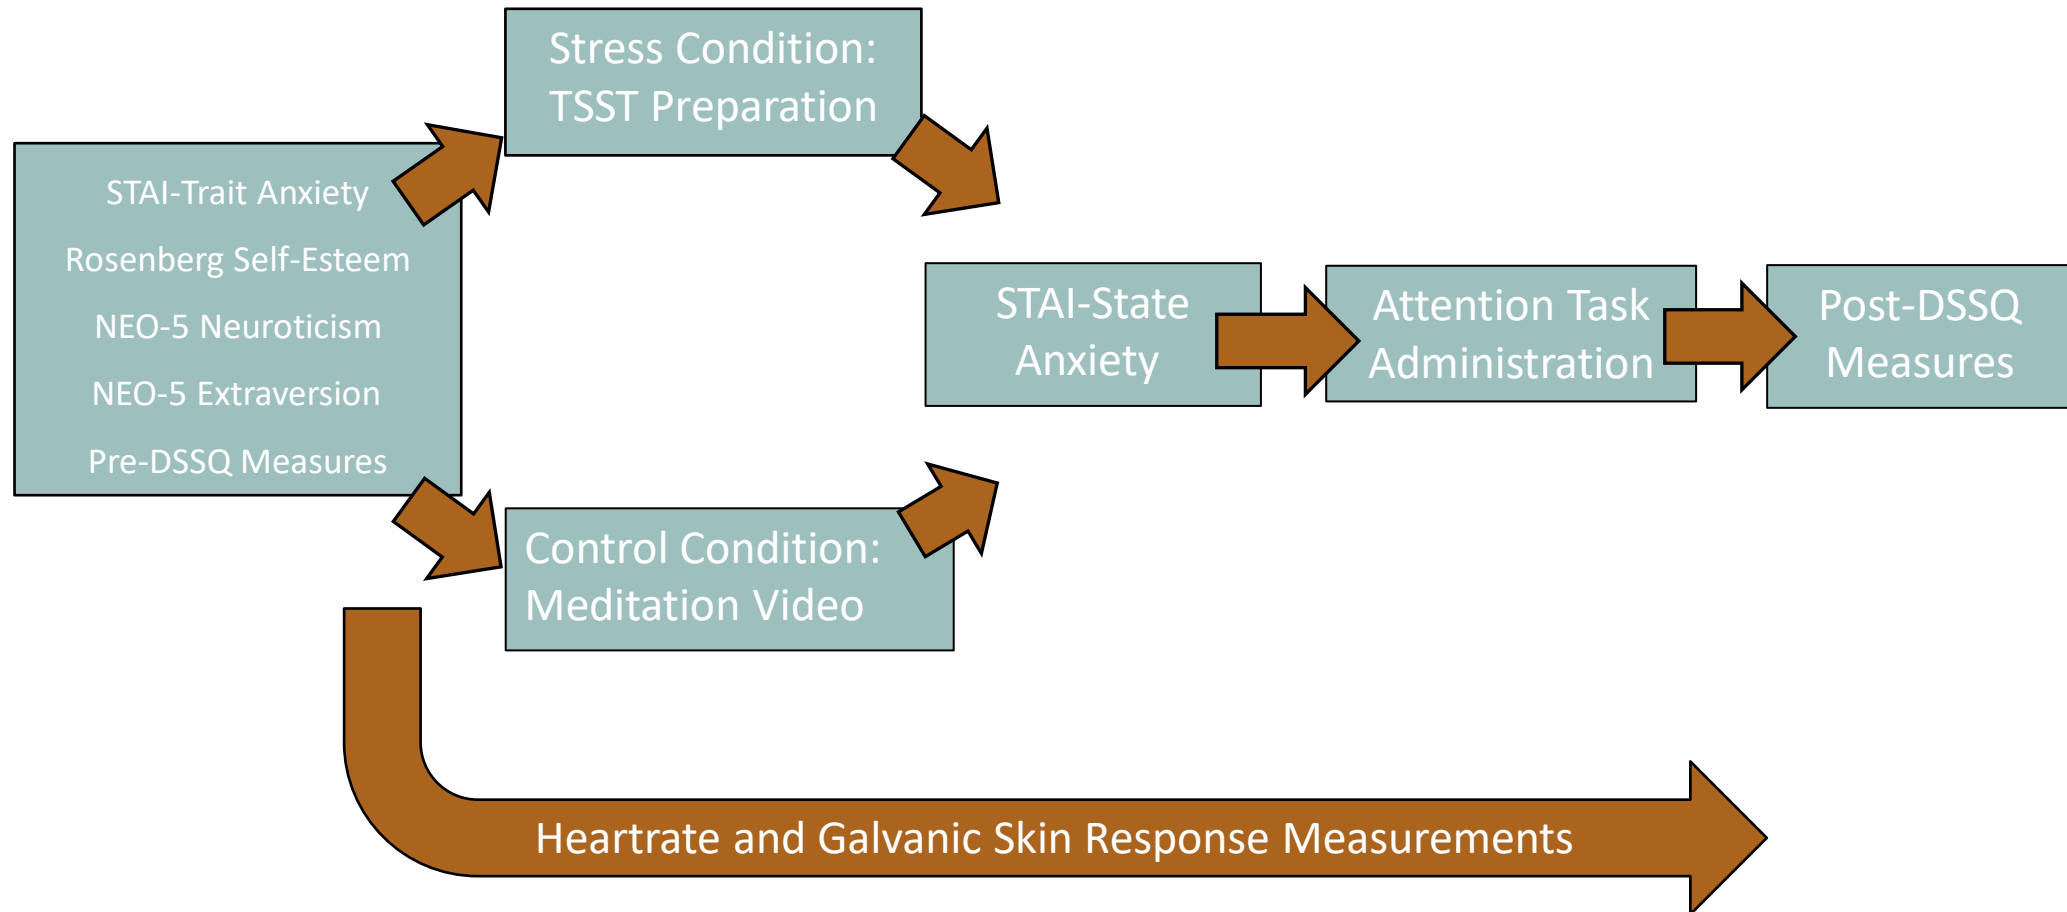 Stress Condition:
TSST Preparation
STAI-Trait Anxiety
Rosenberg Self-Esteem
NEO-5 Neuroticism
NEO-5 Extraversion
Pre-DSSQ Measures
STAI-State
Anxiety
Attention Task
Administration
Post-DSSQ
Measures
Control Condition:
Meditation Video
Heartrate and Galvanic Skin Response Measurements